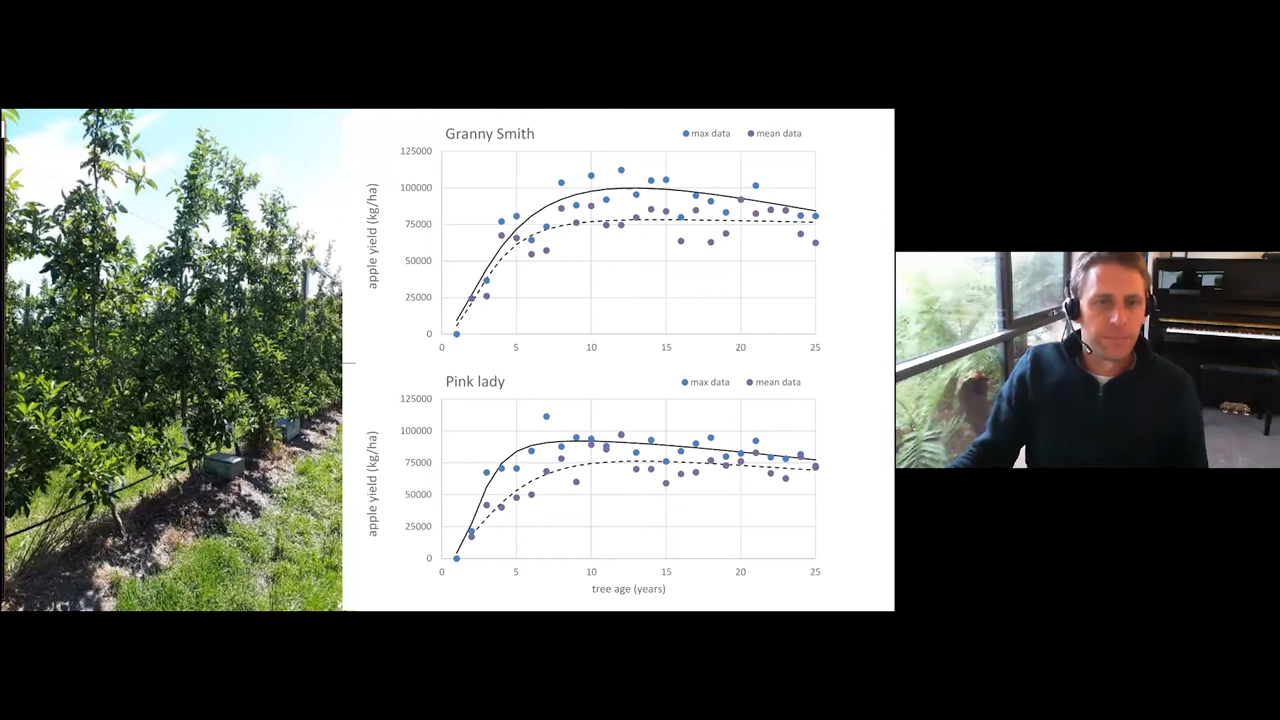 Granny Smith
max data
mean data
apple yield (kg/ha)
125000
100000
75000
50000
25000
0
0 5 10 15 20 25
Pink lady
max data
mean data
apple yield (kg/ha)
125000
100000
75000
50000
25000
0
0 5 10 15 20 25
tree age (years)